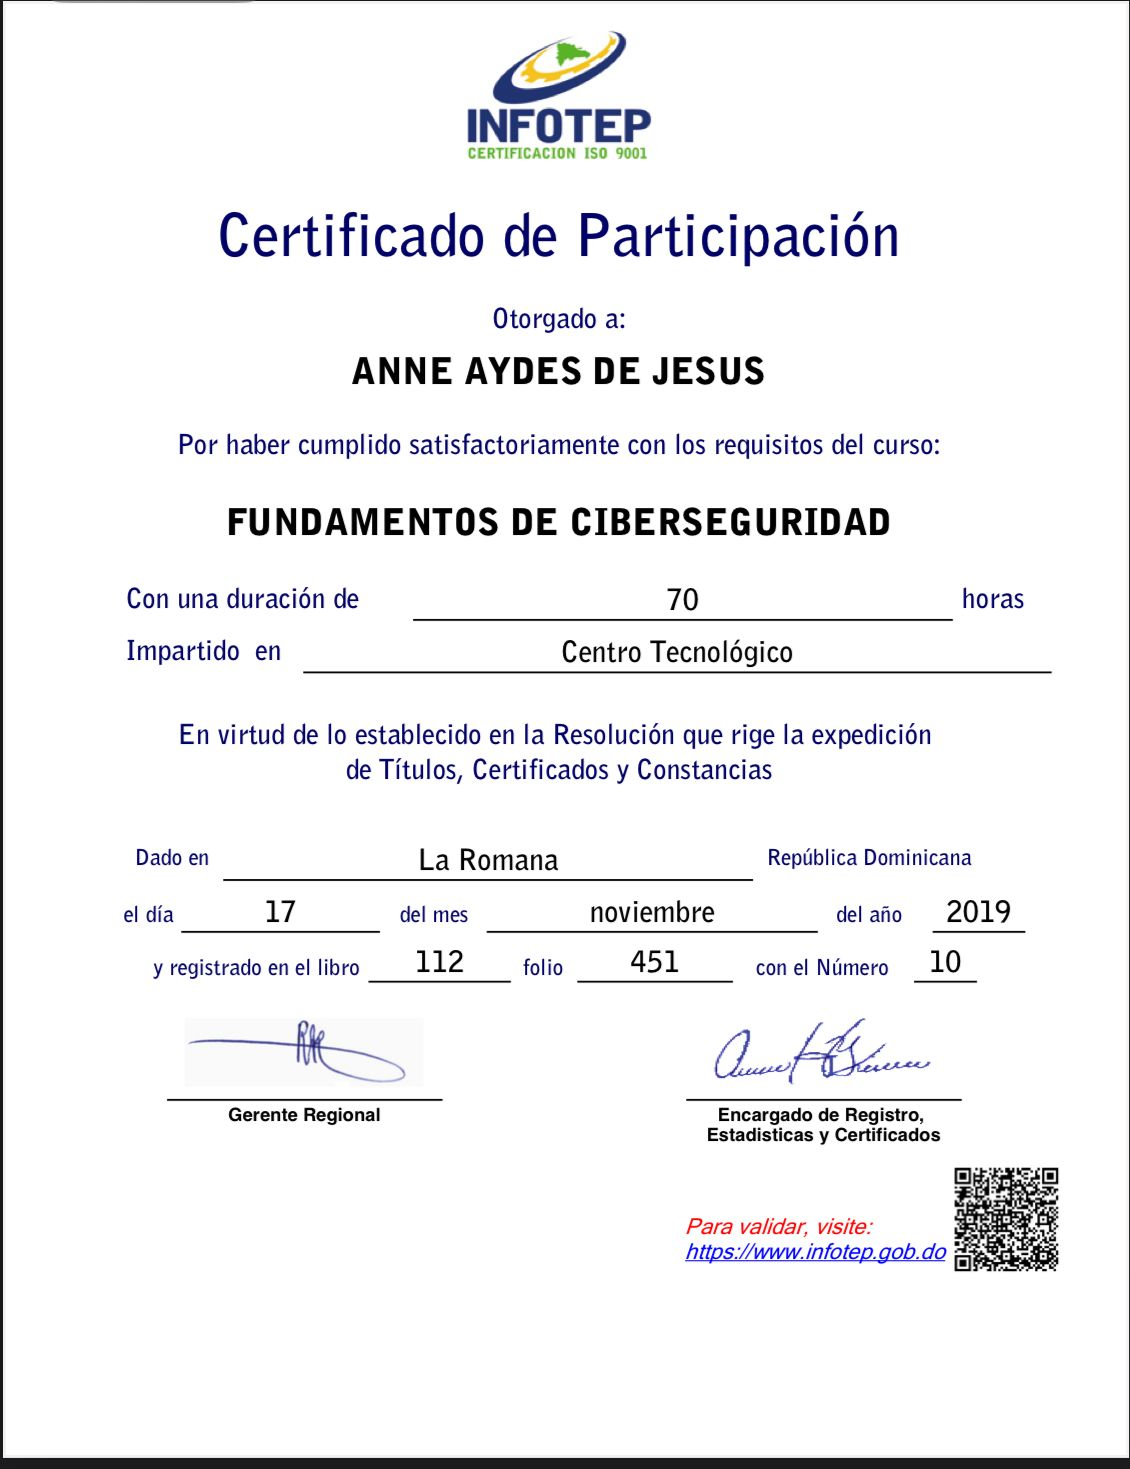 INFOTEP
CERTIFICACION ISO 9001
Certificado de Participación
Otorgado a:
ANNE AYDES DE JESUS
Por haber cumplido satisfactoriamente con los requisitos del curso:
FUNDAMENTOS DE CIBERSEGURIDAD
Con una duración de 70 horas
Impartido en Centro Tecnológico
En virtud de lo establecido en la Resolución que rige la expedición
de Títulos, Certificados y Constancias
Dado en La Romana República Dominicana
el día 17 del mes noviembre del año 2019
y registrado en el libro 112 folio 451 con el Número 10
Gerente Regional
Encargado de Registro,
Estadisticas y Certificados
Para validar, visite:
https://www.infotep.gob.do